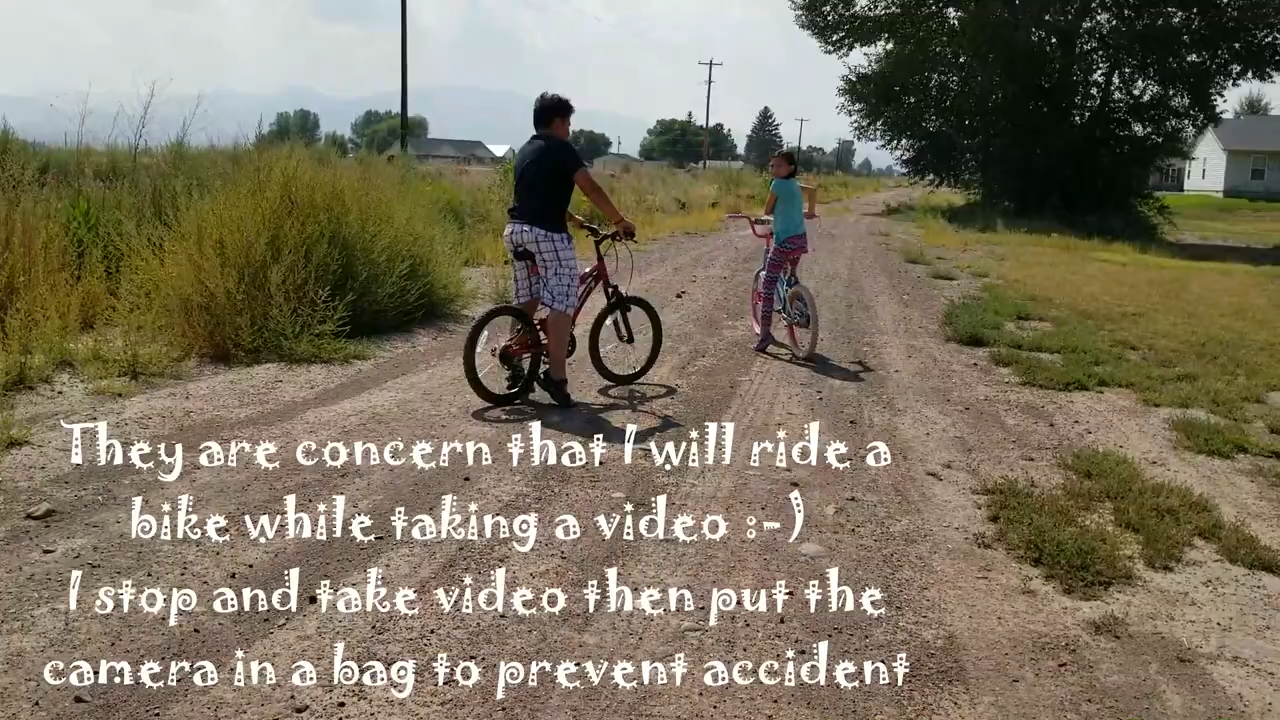 They are concern that I will ride a
bike while taking a video :-)
I stop and take video then put the
camera in a bag to prevent accident